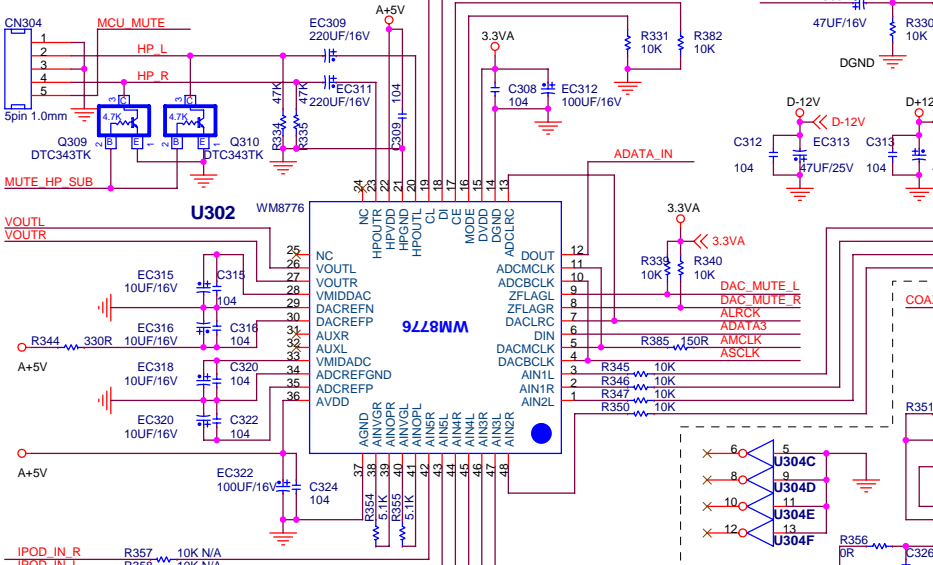 CN304
1
2
3
4
5
5pin 1.0mm
MCU_MUTE
HP_L
HP_R
A+5V
EC309
220UF/16V
EC311
220UF/16V
47K
47K
R334
R335
104
C309
3
C
4.7K
B
E
2
1
Q309
DTC343TK
3
C
4.7K
B
E
2
1
Q310
DTC343TK
MUTE_HP_SUB
3.3VA
C308
104
EC312
100UF/16V
R331
10K
R382
10K
47UF/16V
R330
10K
DGND
D-12V
D-12V
C312
104
EC313
47UF/25V
D+12
C313
104
ADATA_IN
U302
WM8776
24
23
22
21
20
19
18
17
16
15
14
13
NC
HPOUTR
HPVDD
HPGND
HPOUTL
CL
DI
CE
MODE
DVDD
DGND
ADCLRC
VOUTL
VOUTR
25 NC
26 VOUTL
27 VOUTR
28 VMIDDAC
29 DACREFN
30 DACREFP
31 AUXR
32 AUXL
33 VMIDADC
34 ADCREFGND
35 ADCREFP
36 AVDD
WM8776
DOUT 12
ADCMCLK 11
ADCBCLK 10
ZFLAGL 9
ZFLAGR 8
DACLRC 7
DIN 6
DACMCLK 5
DACBCLK 4
AIN1L 3
AIN1R 2
AIN2L 1
EC315
10UF/16V
C315
104
EC316
10UF/16V
C316
104
R344 330R
A+5V
EC318
10UF/16V
C320
104
EC320
10UF/16V
C322
104
A+5V
EC322
100UF/16V
C324
104
3.3VA
3.3VA
R339
10K
R340
10K
DAC_MUTE_L
DAC_MUTE_R
ALRCK
ADATA3
R385 150R
AMCLK
ASCLK
R345 10K
R346 10K
R347 10K
R350 10K
AGND
AINVGR
AINOPR
AINVGL
AINOPL
AIN5R
AIN5L
AIN4R
AIN4L
AIN3R
AIN3L
AIN2R
37
38
39
40
41
42
43
44
45
46
47
48
R354
5.1K
R355
5.1K
COA
R351
6
5
U304C
8
9
U304D
10
11
U304E
12
13
U304F
R356
0R
C326
IPOD_IN_R
R357 10K N/A
IPOD_IN_L
R358 10K N/A